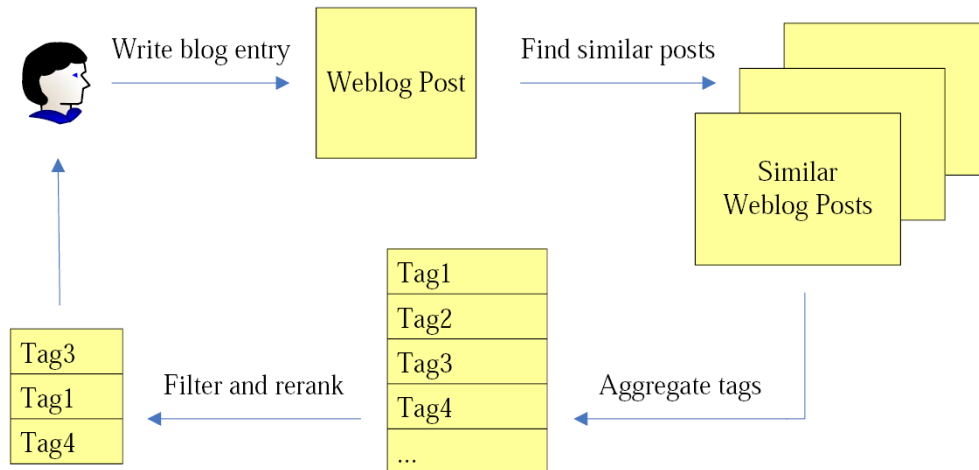 Write blog entry
Weblog Post
Find similar posts
Similar
Weblog Posts
Aggregate tags
Tag1
Tag2
Tag3
Tag4
...
Filter and rerank
Tag3
Tag1
Tag4